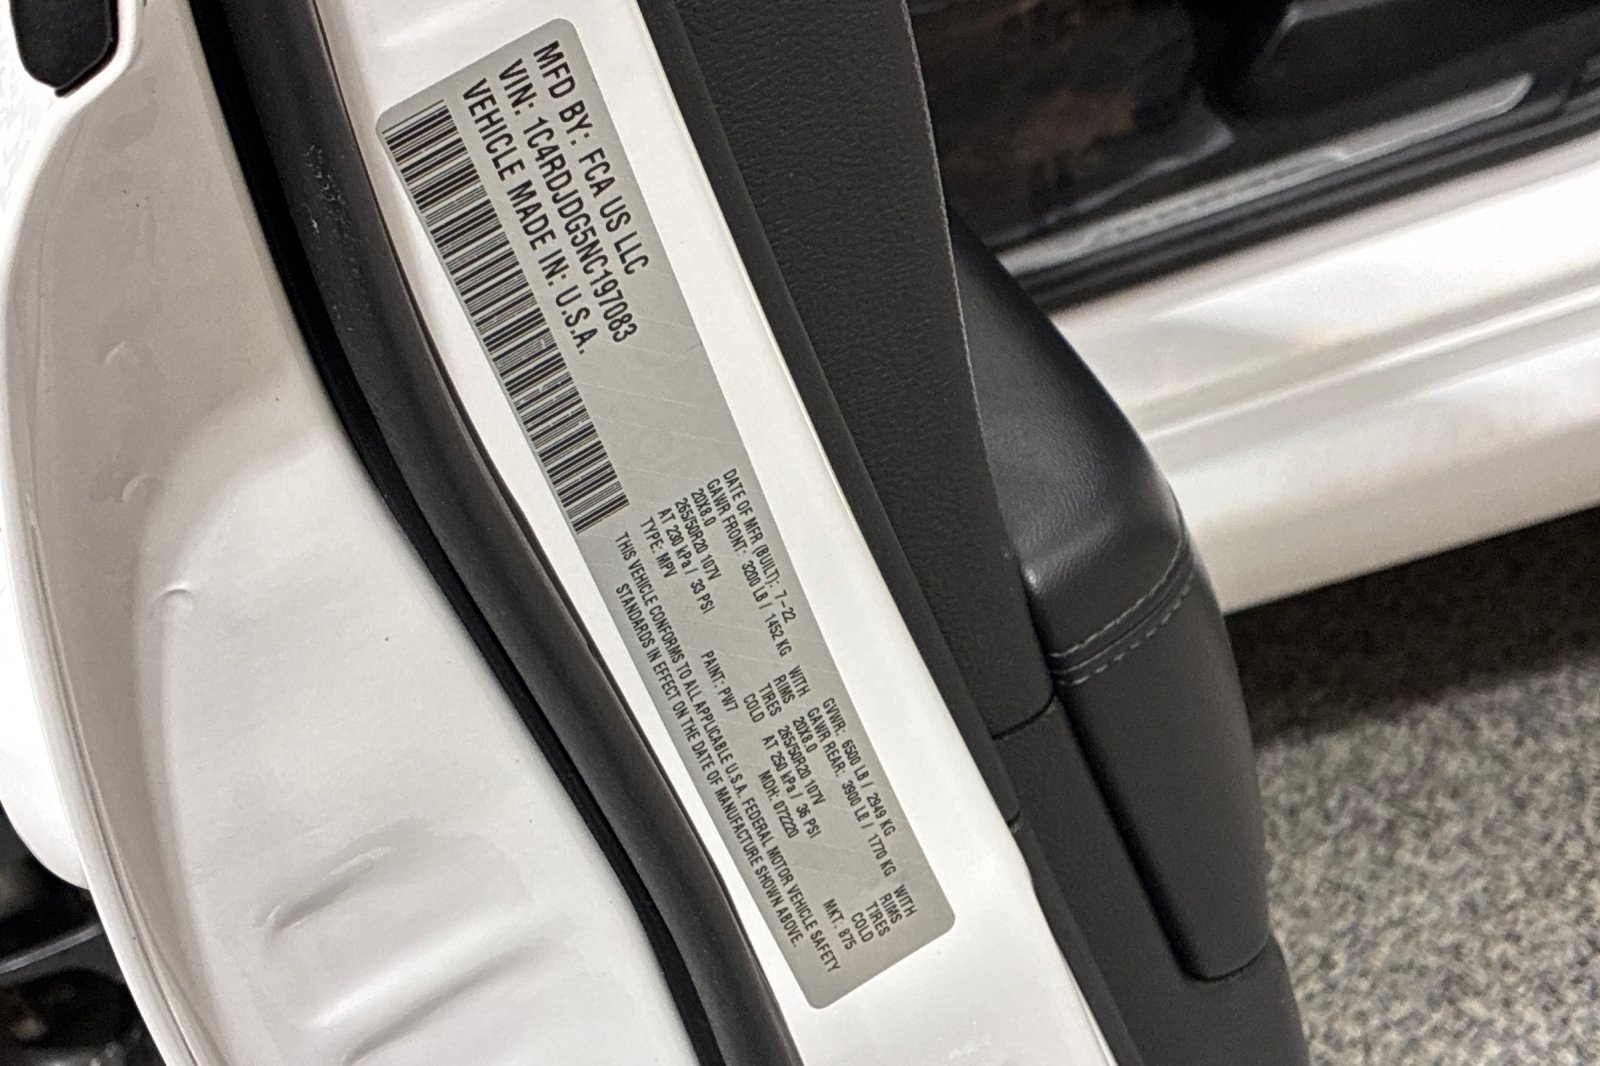 MFD BY: FCA US LLC
VIN: 1C4RDJDG5NC197083
VEHICLE MADE IN: U.S.A.
DATE OF MFR (BUILT): 7-22 GVWR: 6500 LB / 2949 KG
GAWR FRONT: 3200 LB / 1452 KG WITH GAWR REAR: 3900 LB / 1770 KG WITH
20X8.0 RIMS 20X8.0 RIMS
265/50R20 107V TIRES 265/50R20 107V TIRES
AT 230 kPa / 33 PSI COLD AT 250 kPa / 36 PSI COLD
TYPE: MPV PAINT: PW7 MDH: 072220 MKT: 875
THIS VEHICLE CONFORMS TO ALL APPLICABLE U.S.A. FEDERAL MOTOR VEHICLE SAFETY
STANDARDS IN EFFECT ON THE DATE OF MANUFACTURE SHOWN ABOVE.